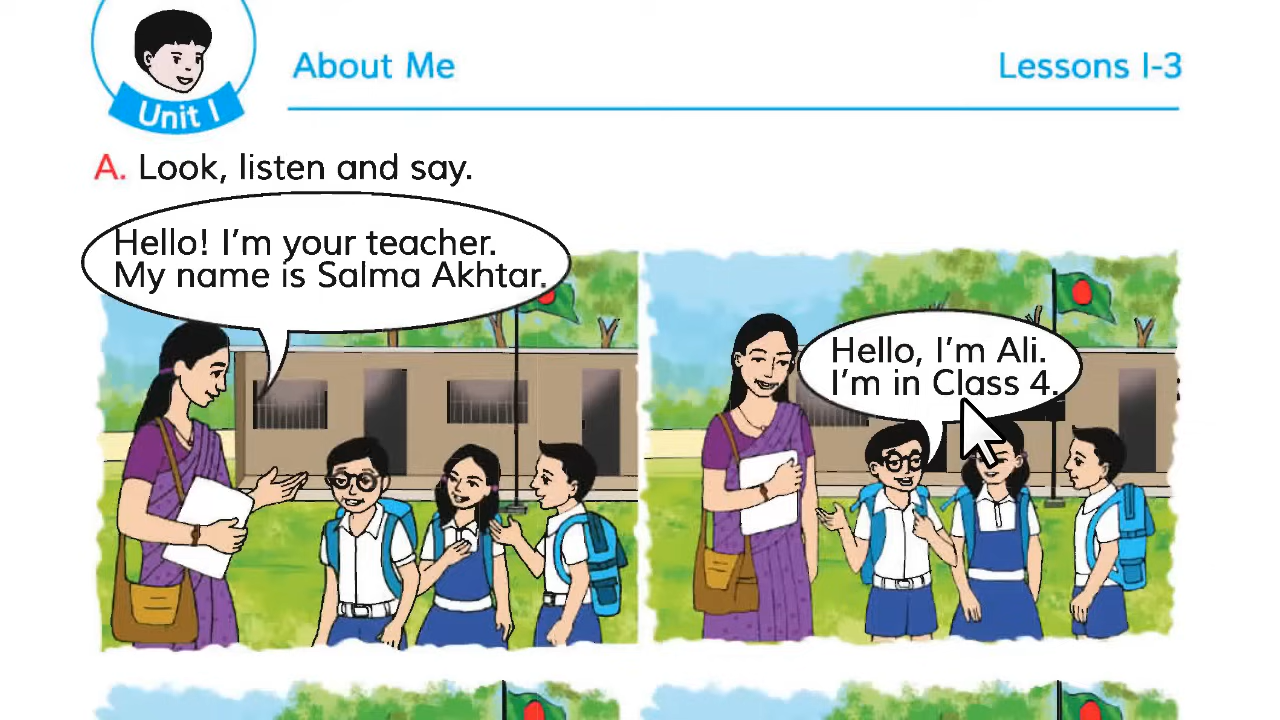 About Me
Lessons 1-3
Unit 1
A. Look, listen and say.
Hello! I'm your teacher.
My name is Salma Akhtar.
Hello, I'm Ali.
I'm in Class 4.